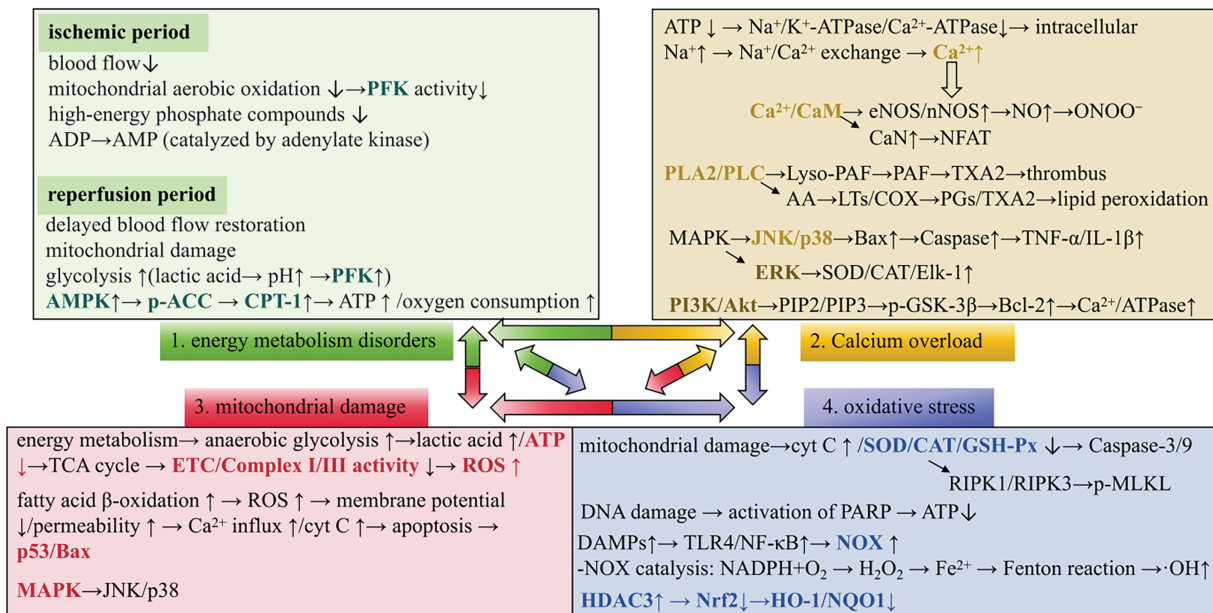 ischemic period
blood flow↓
mitochondrial aerobic oxidation ↓→PFK activity↓
high-energy phosphate compounds ↓
ADP→AMP (catalyzed by adenylate kinase)
reperfusion period
delayed blood flow restoration
mitochondrial damage
glycolysis ↑(lactic acid→ pH↑ →PFK↑)
AMPK↑→ p-ACC → CPT-1↑→ ATP ↑ /oxygen consumption ↑
1. energy metabolism disorders
ATP ↓ → Na⁺/K⁺-ATPase/Ca²⁺-ATPase↓→ intracellular
Na⁺↑ → Na⁺/Ca²⁺ exchange → Ca²⁺↑
Ca²⁺/CaM→ eNOS/nNOS↑→NO↑→ONOO⁻
CaN↑→NFAT
PLA2/PLC→Lyso-PAF→PAF→TXA2→thrombus
AA→LTs/COX→PGs/TXA2→lipid peroxidation
MAPK→JNK/p38→Bax↑→Caspase↑→TNF-α/IL-1β↑
ERK→SOD/CAT/Elk-1↑
PI3K/Akt→PIP2/PIP3→p-GSK-3β→Bcl-2↑→Ca²⁺/ATPase↑
2. Calcium overload
3. mitochondrial damage
energy metabolism→ anaerobic glycolysis ↑→lactic acid ↑/ATP
↓→TCA cycle → ETC/Complex I/III activity ↓→ ROS ↑
fatty acid β-oxidation ↑ → ROS ↑ → membrane potential
↓/permeability ↑ → Ca²⁺ influx ↑/cyt C ↑→ apoptosis →
p53/Bax
MAPK→JNK/p38
4. oxidative stress
mitochondrial damage→cyt C ↑ /SOD/CAT/GSH-Px ↓→ Caspase-3/9
RIPK1/RIPK3→p-MLKL
DNA damage → activation of PARP → ATP↓
DAMPs↑→ TLR4/NF-κB↑→ NOX ↑
-NOX catalysis: NADPH+O₂ → H₂O₂ → Fe²⁺ → Fenton reaction →·OH↑
HDAC3↑ → Nrf2↓→HO-1/NQO1↓